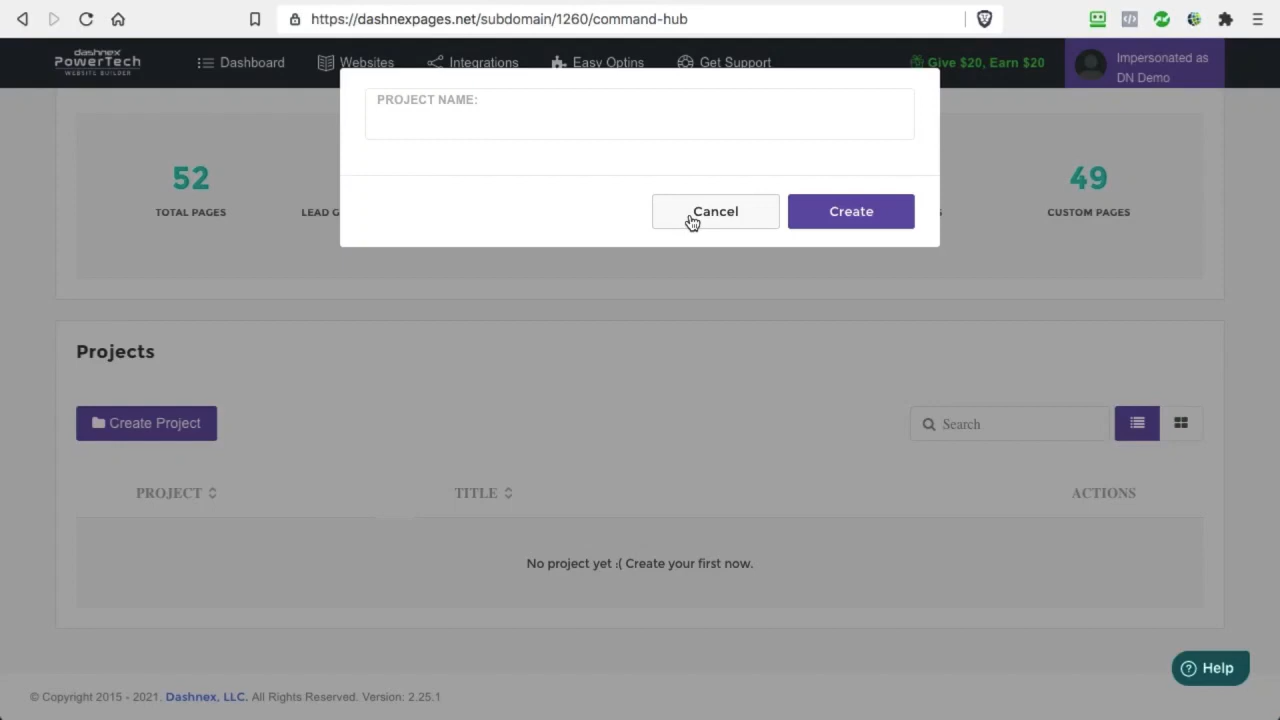 https://dashnexpages.net/subdomain/1260/command-hub
dashnex
POWERTECH
WEBSITE BUILDER
Dashboard
Websites
Integrations
Easy Optins
Get Support
Give $20, Earn $20
Impersonated as
DN Demo
PROJECT NAME:
Cancel
Create
52
TOTAL PAGES
LEAD G
49
CUSTOM PAGES
Projects
Create Project
Search
PROJECT
TITLE
ACTIONS
No project yet :( Create your first now.
Help
© Copyright 2015 - 2021. Dashnex, LLC. All Rights Reserved. Version: 2.25.1